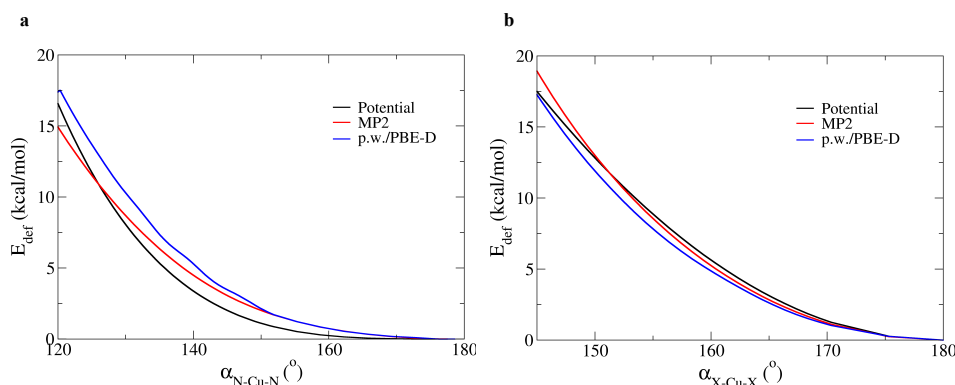 a
20
15
10
5
0
E_def (kcal/mol)
Potential
MP2
p.w./PBE-D
120
140
160
180
α_N-Cu-N (°)
b
20
15
10
5
0
E_def (kcal/mol)
Potential
MP2
p.w./PBE-D
150
160
170
180
α_X-Cu-X (°)